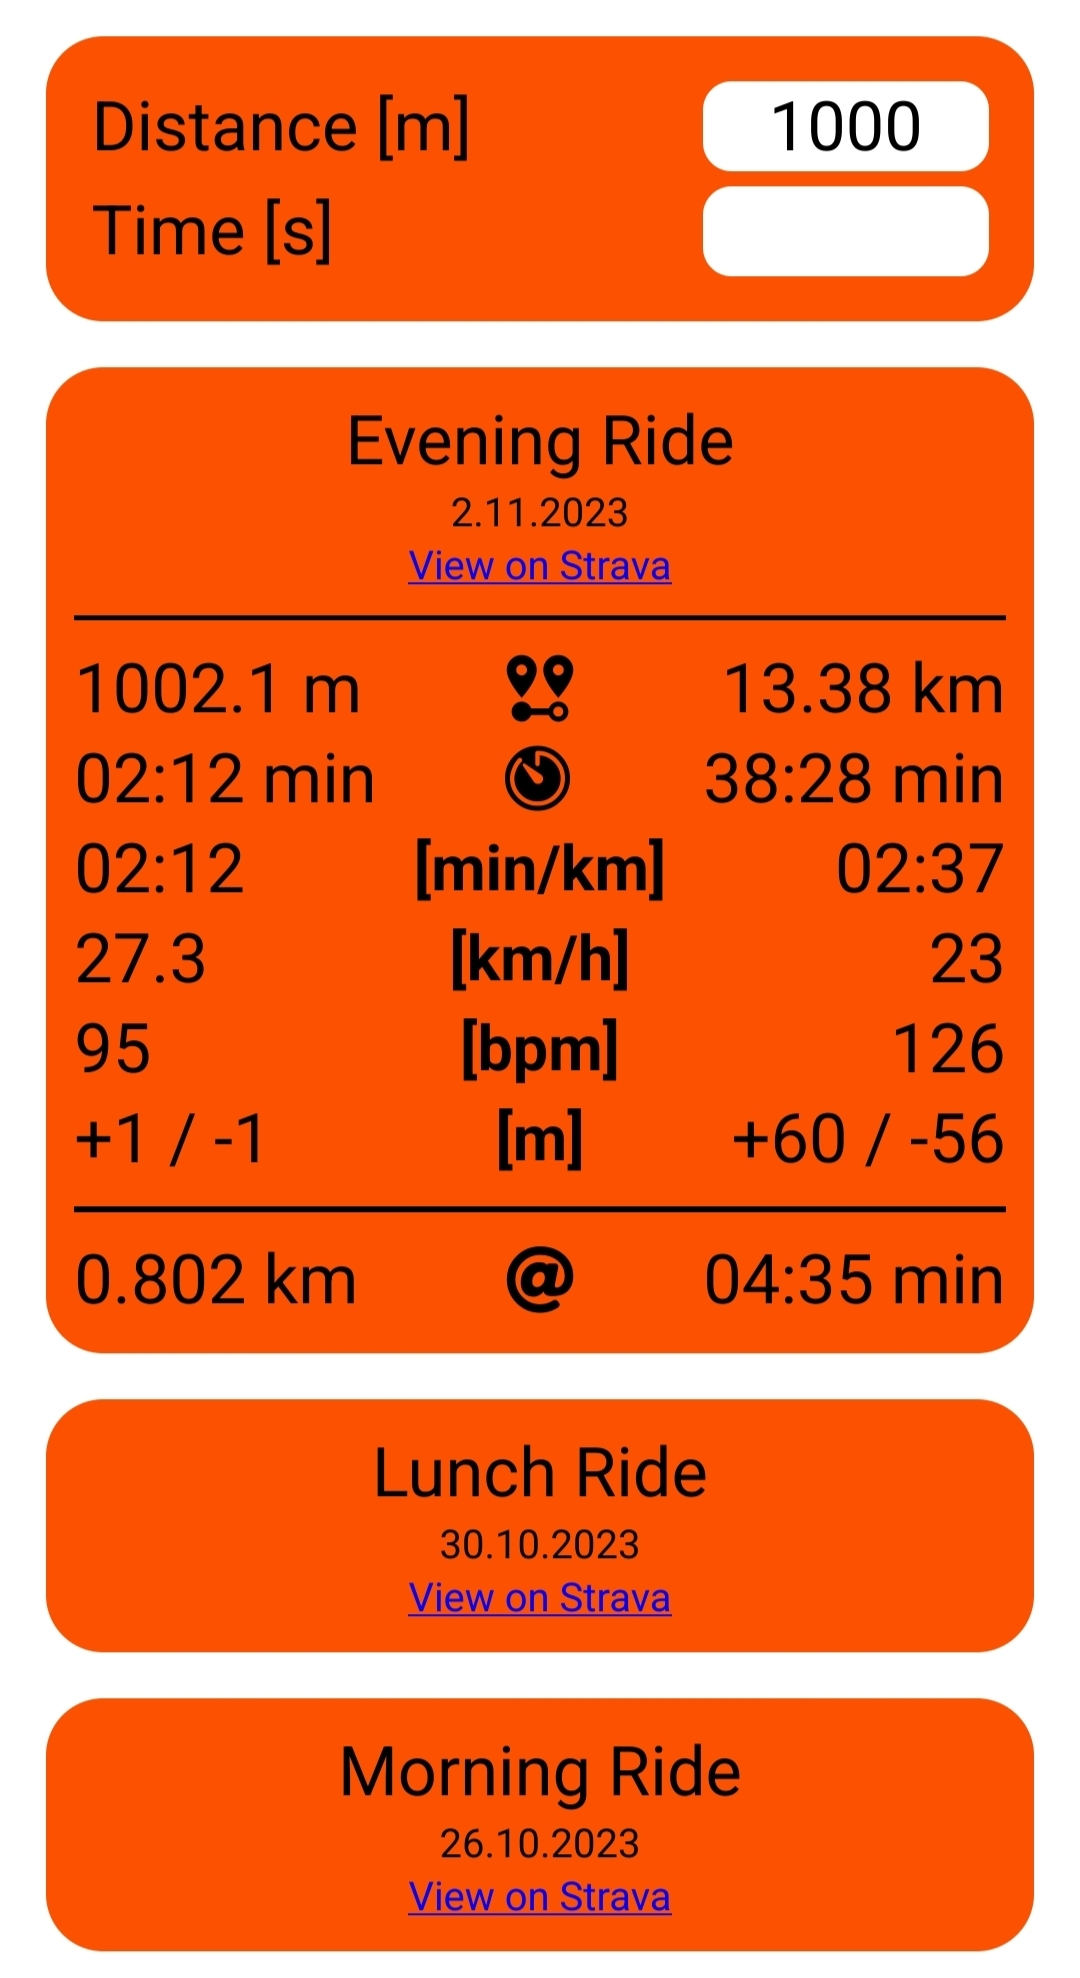 Distance [m] 1000
Time [s]
Evening Ride
2.11.2023
View on Strava
1002.1 m 13.38 km
02:12 min 38:28 min
02:12 [min/km] 02:37
27.3 [km/h] 23
95 [bpm] 126
+1 / -1 [m] +60 / -56
0.802 km @ 04:35 min
Lunch Ride
30.10.2023
View on Strava
Morning Ride
26.10.2023
View on Strava